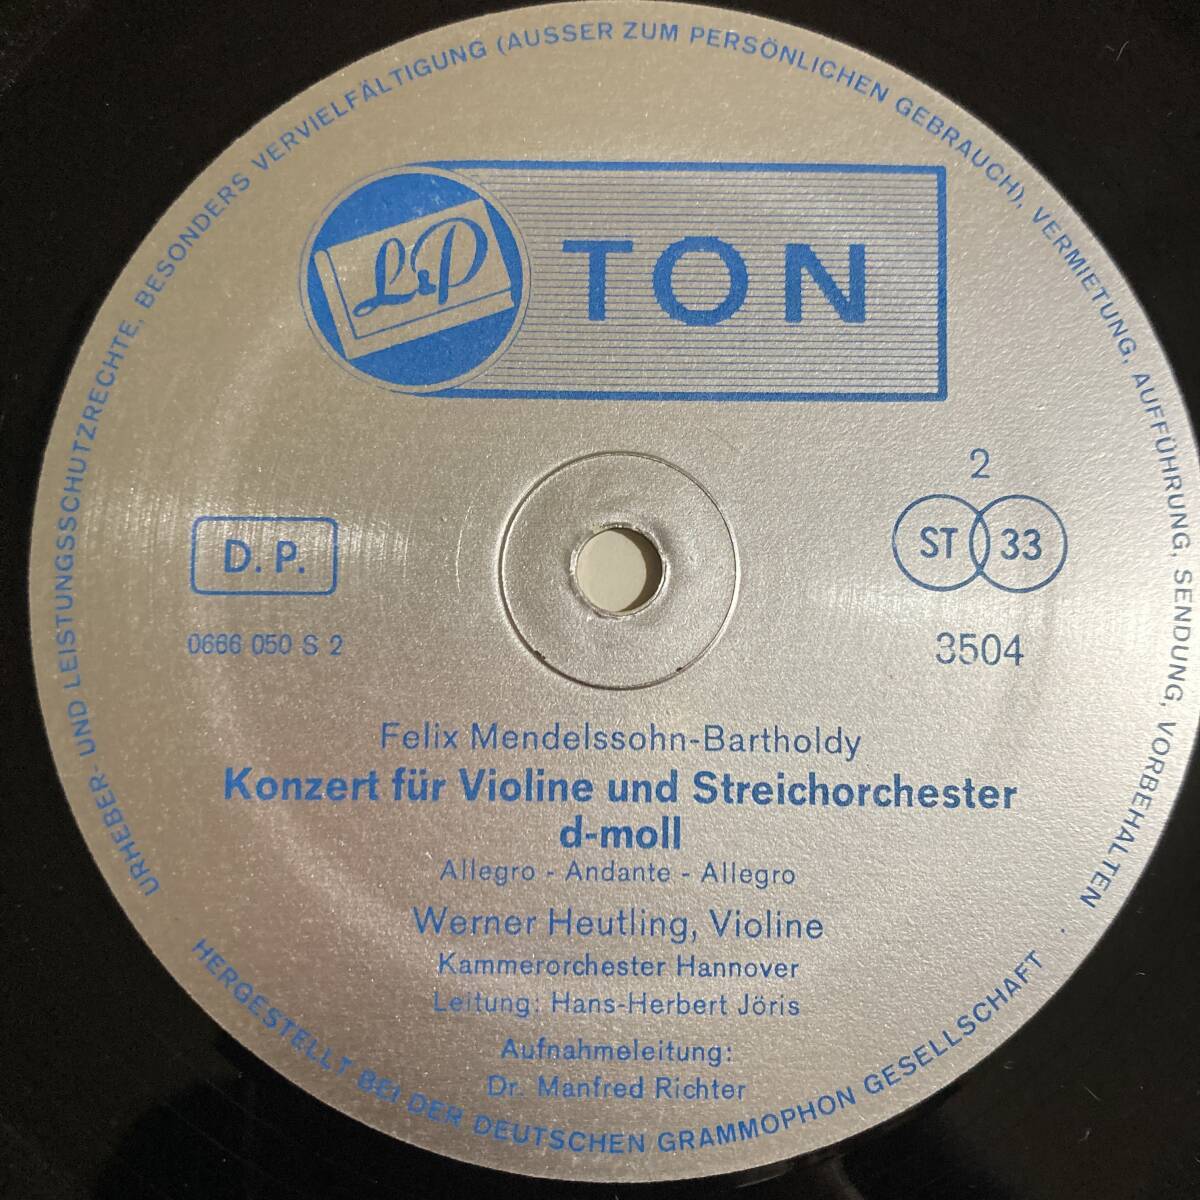 URHEBER- UND LEISTUNGSSCHUTZRECHTE, BESONDERS VERVIELFÄLTIGUNG (AUSSER ZUM PERSÖNLICHEN GEBRAUCH), VERMIETUNG, AUFFÜHRUNG, SENDUNG, VORBEHALTEN
L&P
TON
2
D. P.
ST 33
0666 050 S 2
3504
Felix Mendelssohn-Bartholdy
Konzert für Violine und Streichorchester
d-moll
Allegro - Andante - Allegro
Werner Heutling, Violine
Kammerorchester Hannover
Leitung: Hans-Herbert Jöris
Aufnahmeleitung:
Dr. Manfred Richter
HERGESTELLT BEI DER DEUTSCHEN GRAMMOPHON GESELLSCHAFT